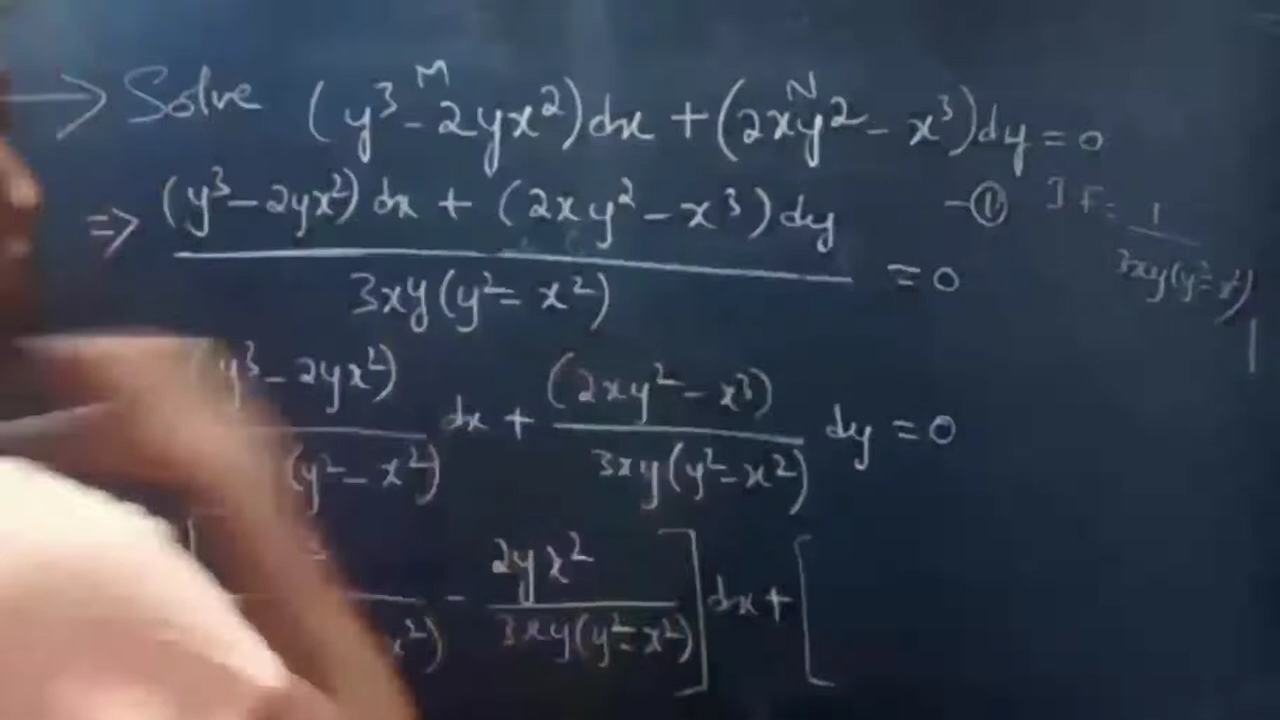 → Solve (y³ - 2yx²)dx + (2xy² - x³)dy = 0
M N
⇒ (y³ - 2yx²) dx + (2xy² - x³) dy / 3xy(y² - x²) = 0
-① I F = 1 / 3xy(y² - x²)
(y³ - 2yx²) / (y² - x²) dx + (2xy² - x³) / 3xy(y² - x²) dy = 0
x²) - 2yx² / 3xy(y² - x²) ] dx + [